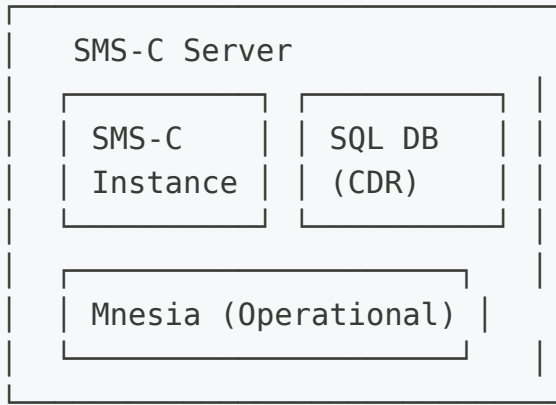 SMS-C Server
SMS-C SQL DB
Instance (CDR)
Mnesia (Operational)